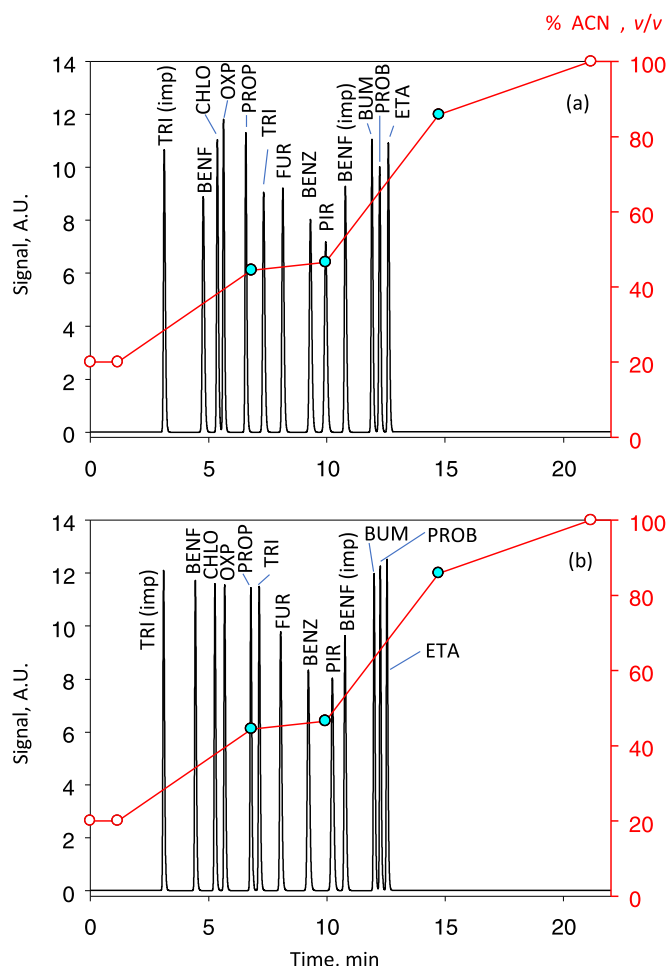 % ACN , v/v
(a)
TRI (imp)
BENF
CHLO
OXP
PROP
TRI
FUR
BENZ
PIR
BENF (imp)
BUM
PROB
ETA
Signal, A.U.
14
12
10
8
6
4
2
0
100
80
60
40
20
0
0
5
10
15
20
(b)
TRI (imp)
BENF
CHLO
OXP
PROP
TRI
FUR
BENZ
PIR
BENF (imp)
BUM
PROB
ETA
Signal, A.U.
14
12
10
8
6
4
2
0
100
80
60
40
20
0
0
5
10
15
20
Time, min